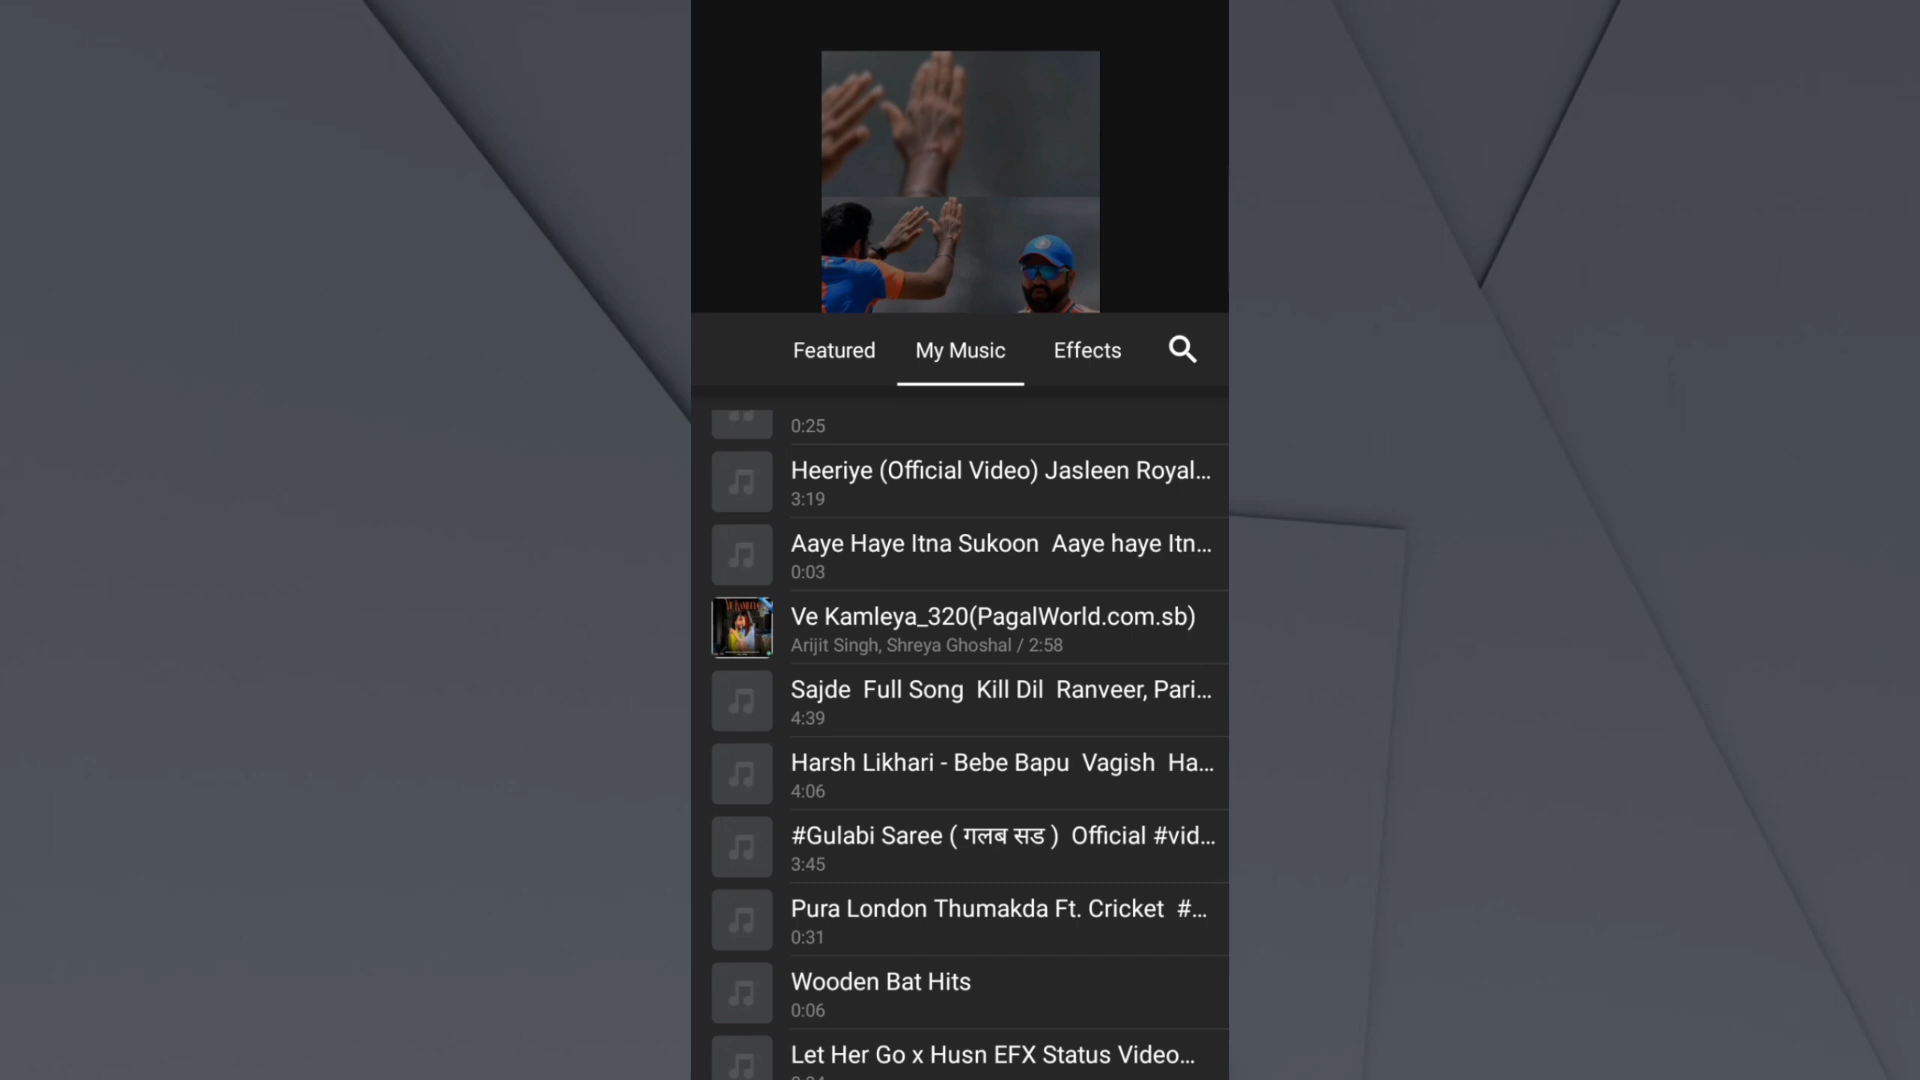 Featured
My Music
Effects
0:25
Heeriye (Official Video) Jasleen Royal...
3:19
Aaye Haye Itna Sukoon  Aaye haye Itn...
0:03
Ve Kamleya_320(PagalWorld.com.sb)
Arijit Singh, Shreya Ghoshal / 2:58
Sajde  Full Song  Kill Dil  Ranveer, Pari...
4:39
Harsh Likhari - Bebe Bapu  Vagish  Ha...
4:06
#Gulabi Saree ( गलब सड )  Official #vid...
3:45
Pura London Thumakda Ft. Cricket  #...
0:31
Wooden Bat Hits
0:06
Let Her Go x Husn EFX Status Video...